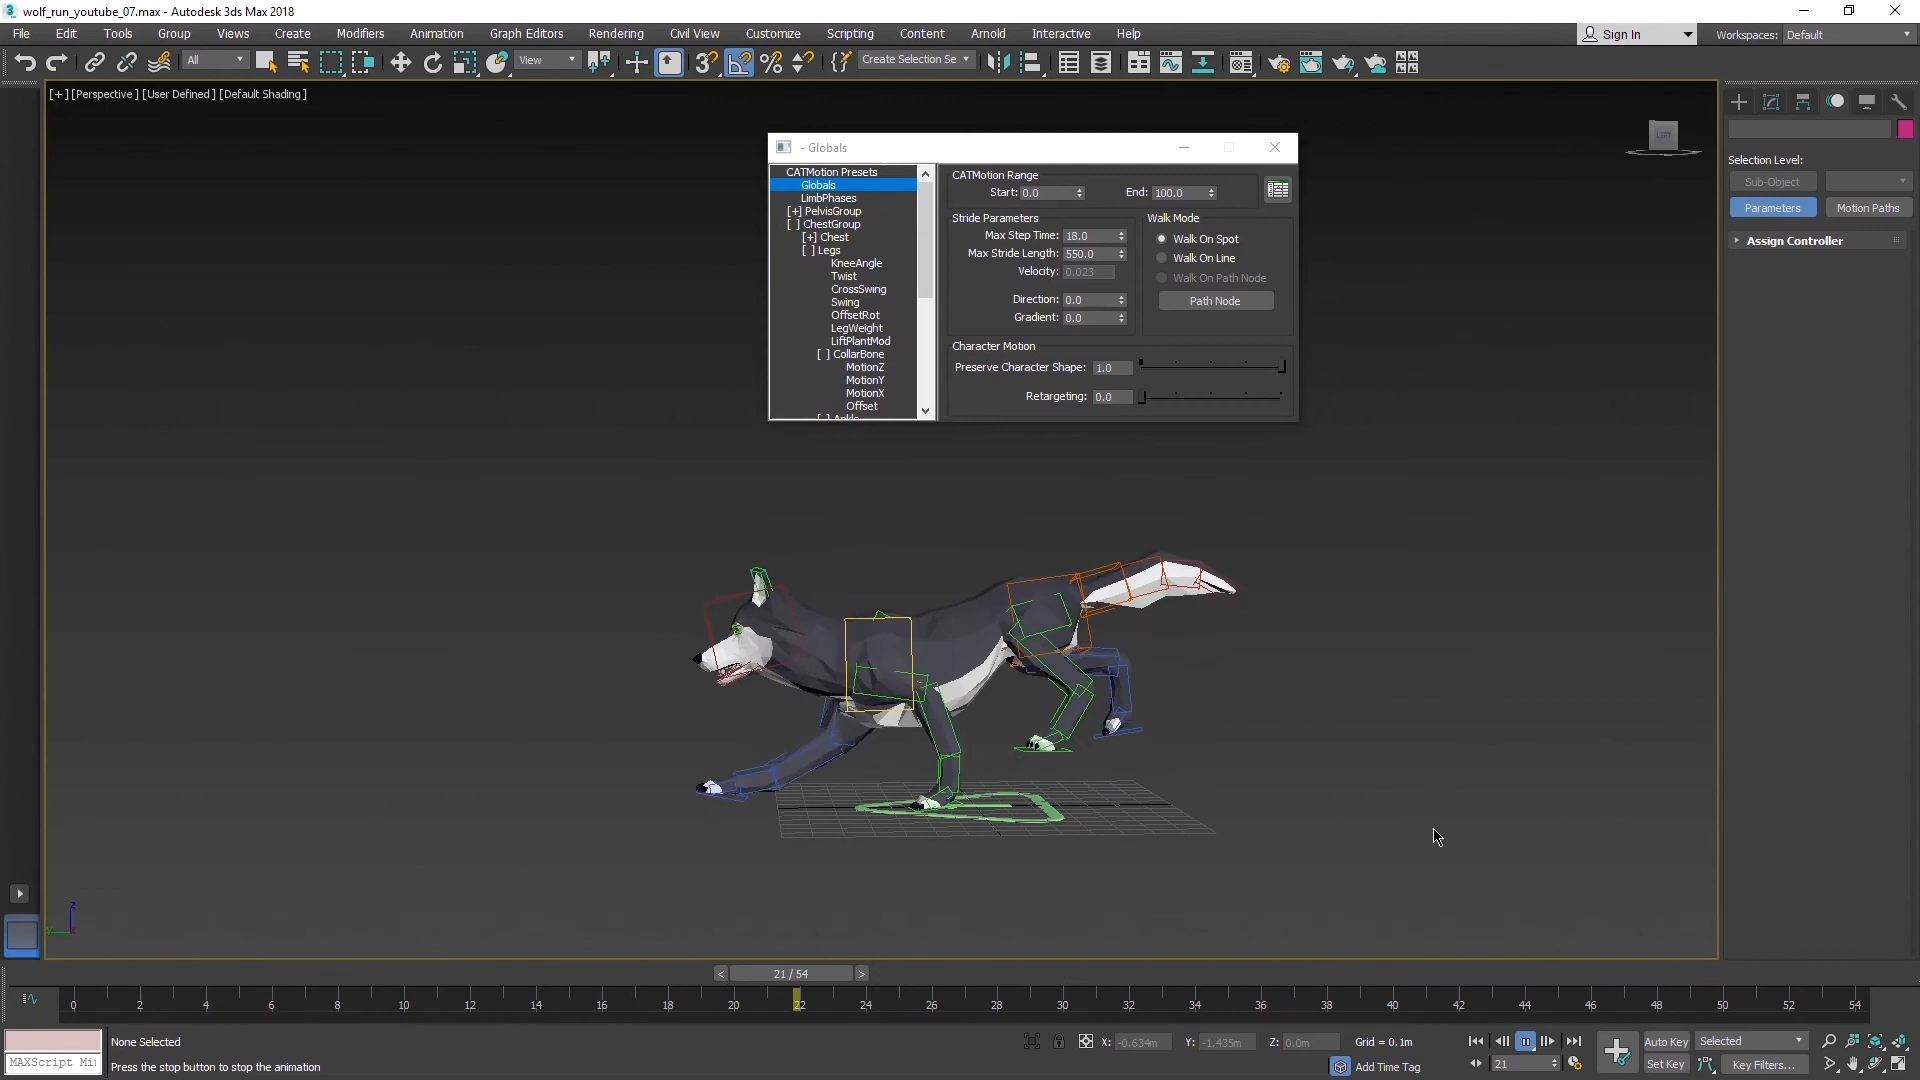 wolf_run_youtube_07.max - Autodesk 3ds Max 2018
File Edit Tools Group Views Create Modifiers Animation Graph Editors Rendering Civil View Customize Scripting Content Arnold Interactive Help
Sign In
Workspaces: Default
All
View
Create Selection Se
[+] [Perspective ] [User Defined ] [Default Shading ]
LEFT
- Globals
CATMotion Presets
Globals
LimbPhases
[+] PelvisGroup
[ ] ChestGroup
[+] Chest
[ ] Legs
KneeAngle
Twist
CrossSwing
Swing
OffsetRot
LegWeight
LiftPlantMod
[ ] CollarBone
MotionZ
MotionY
MotionX
Offset
[ ] Ankle
CATMotion Range
Start: 0.0 End: 100.0
Stride Parameters
Max Step Time: 18.0
Max Stride Length: 550.0
Velocity: 0.023
Direction: 0.0
Gradient: 0.0
Walk Mode
Walk On Spot
Walk On Line
Walk On Path Node
Path Node
Character Motion
Preserve Character Shape: 1.0
Retargeting: 0.0
Selection Level:
Sub-Object
Parameters Motion Paths
Assign Controller
z
y
x
< 21 / 54 >
0 2 4 6 8 10 12 14 16 18 20 22 24 26 28 30 32 34 36 38 40 42 44 46 48 50 52 54
None Selected
X: -0.634m Y: -1.435m Z: 0.0m Grid = 0.1m
Auto Key Selected
MAXScript Mi
Press the stop button to stop the animation
Add Time Tag
21
Set Key Key Filters...